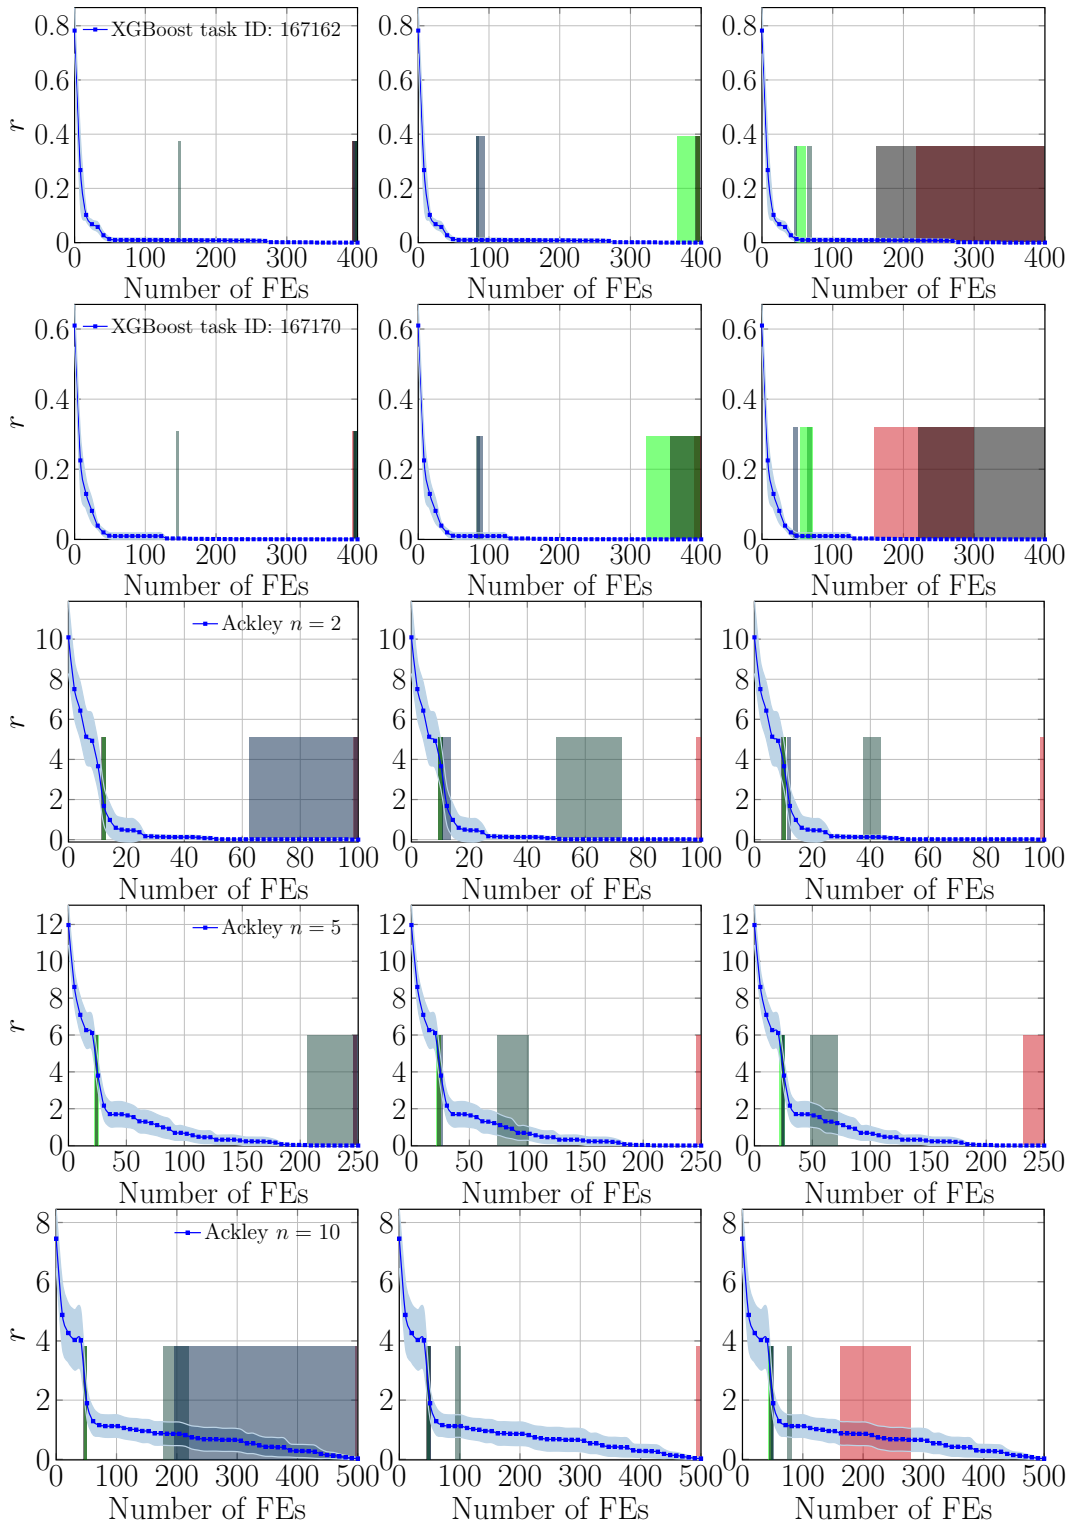 XGBoost task ID: 167162
r
0.8
0.6
0.4
0.2
0
0 100 200 300 400
0.8
0.6
0.4
0.2
0
0 100 200 300 400
0.8
0.6
0.4
0.2
0
0 100 200 300 400
Number of FEs
Number of FEs
Number of FEs
XGBoost task ID: 167170
r
0.6
0.4
0.2
0
0 100 200 300 400
0.6
0.4
0.2
0
0 100 200 300 400
0.6
0.4
0.2
0
0 100 200 300 400
Number of FEs
Number of FEs
Number of FEs
Ackley n = 2
r
10
8
6
4
2
0
0 20 40 60 80 100
10
8
6
4
2
0
0 20 40 60 80 100
10
8
6
4
2
0
0 20 40 60 80 100
Number of FEs
Number of FEs
Number of FEs
Ackley n = 5
r
12
10
8
6
4
2
0
0 50 100 150 200 250
12
10
8
6
4
2
0
0 50 100 150 200 250
12
10
8
6
4
2
0
0 50 100 150 200 250
Number of FEs
Number of FEs
Number of FEs
Ackley n = 10
r
8
6
4
2
0
0 100 200 300 400 500
8
6
4
2
0
0 100 200 300 400 500
8
6
4
2
0
0 100 200 300 400 500
Number of FEs
Number of FEs
Number of FEs